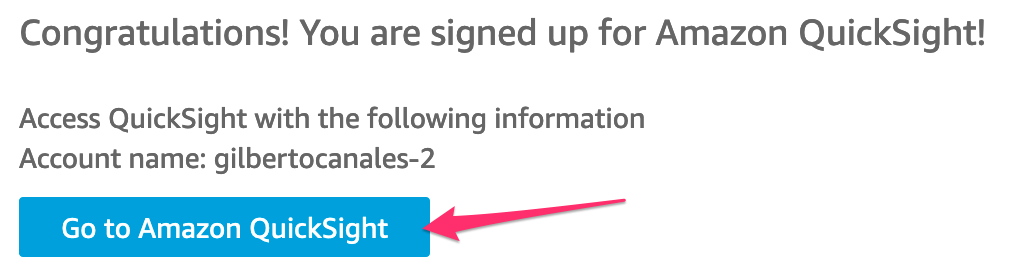 Congratulations! You are signed up for Amazon QuickSight!
Access QuickSight with the following information
Account name: gilbertocanales-2
Go to Amazon QuickSight